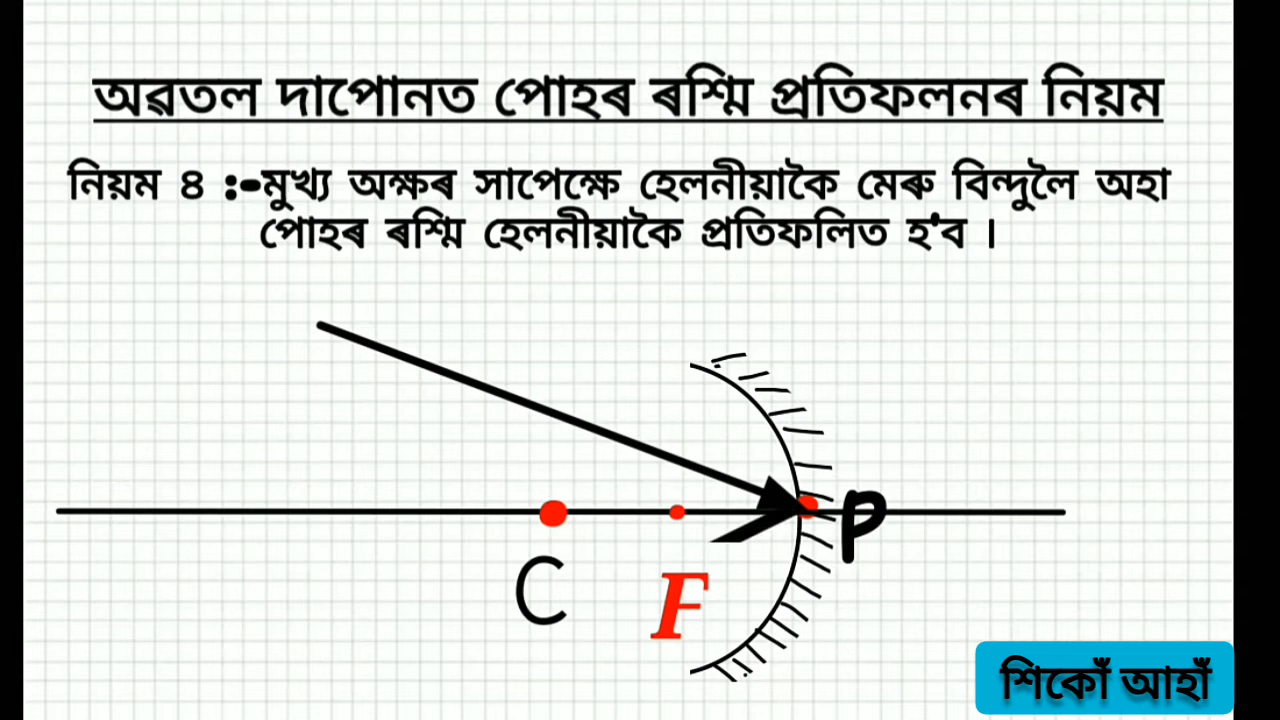 অৱতল দাপোনত পোহৰ ৰশ্মি প্ৰতিফলনৰ নিয়ম
নিয়ম ৪ :-মুখ্য অক্ষৰ সাপেক্ষে হেলনীয়াকৈ মেৰু বিন্দুলৈ অহা
পোহৰ ৰশ্মি হেলনীয়াকৈ প্ৰতিফলিত হ'ব ।
P
C
F
শিকোঁ আহোঁ